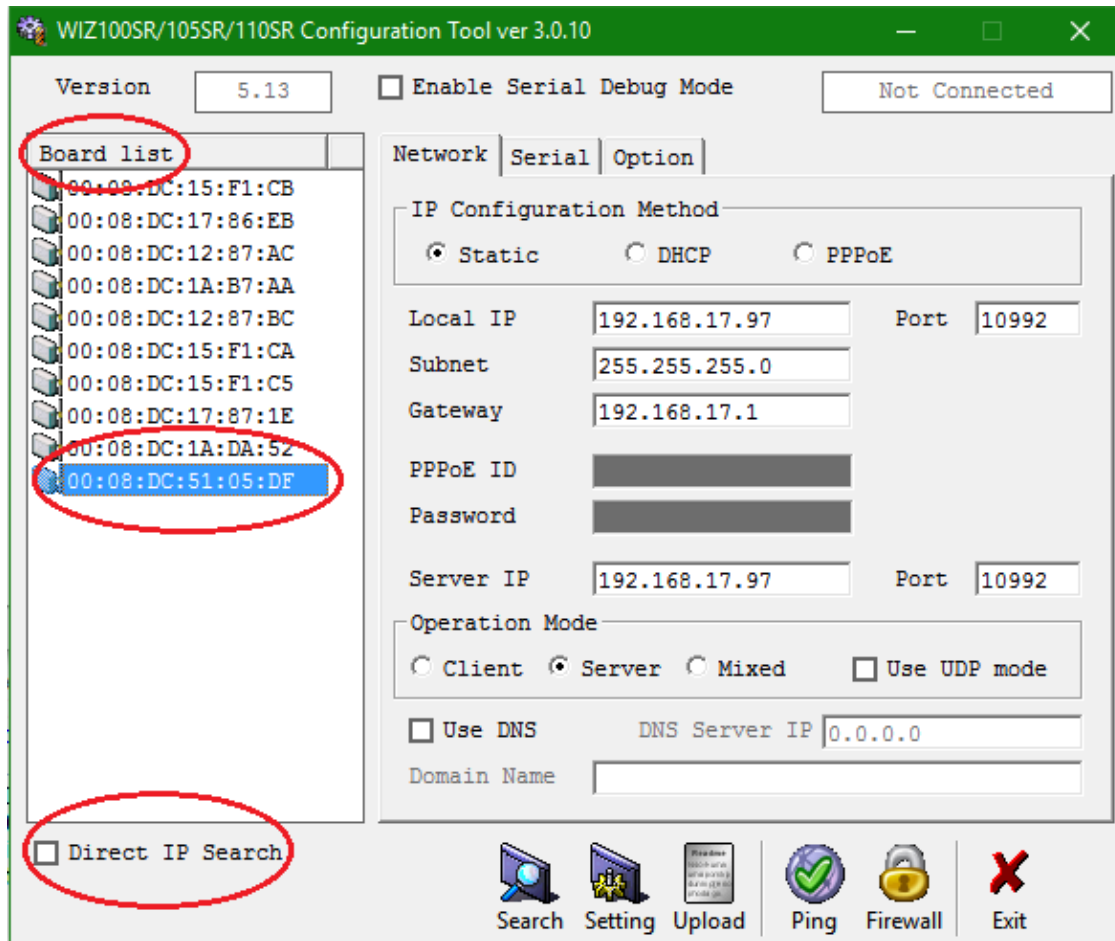 WIZ100SR/105SR/110SR Configuration Tool ver 3.0.10
Version 5.13 Enable Serial Debug Mode Not Connected
Board list
00:08:DC:15:F1:CB
00:08:DC:17:86:EB
00:08:DC:12:87:AC
00:08:DC:1A:B7:AA
00:08:DC:12:87:BC
00:08:DC:15:F1:CA
00:08:DC:15:F1:C5
00:08:DC:17:87:1E
00:08:DC:1A:DA:52
00:08:DC:51:05:DF
Direct IP Search
Network Serial Option
IP Configuration Method
Static DHCP PPPoE
Local IP 192.168.17.97 Port 10992
Subnet 255.255.255.0
Gateway 192.168.17.1
PPPoE ID
Password
Server IP 192.168.17.97 Port 10992
Operation Mode
Client Server Mixed Use UDP mode
Use DNS DNS Server IP 0.0.0.0
Domain Name
Search Setting Upload Ping Firewall Exit